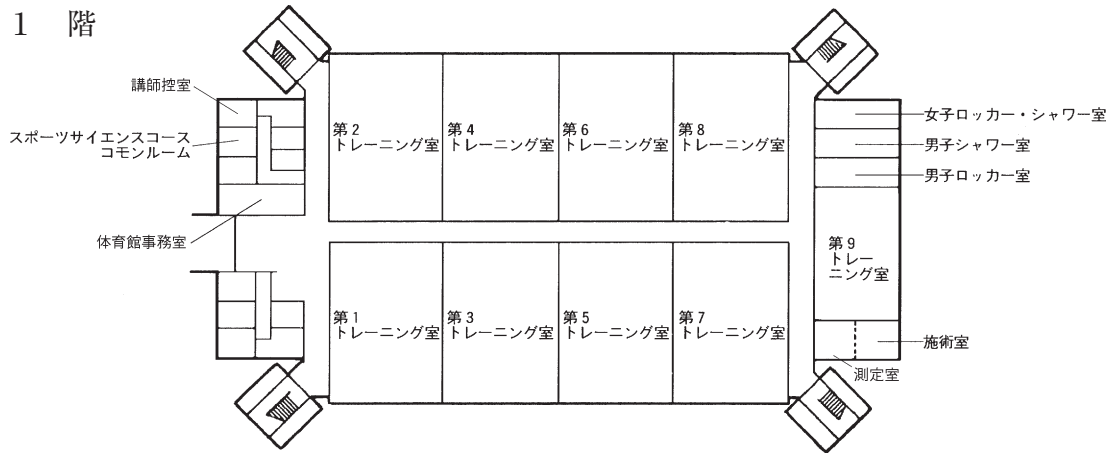 1 階
講師控室
スポーツサイエンスコース
コモンルーム
体育館事務室
第2
トレーニング室
第4
トレーニング室
第6
トレーニング室
第8
トレーニング室
第1
トレーニング室
第3
トレーニング室
第5
トレーニング室
第7
トレーニング室
女子ロッカー・シャワー室
男子シャワー室
男子ロッカー室
第9
トレー
ニング室
施術室
測定室